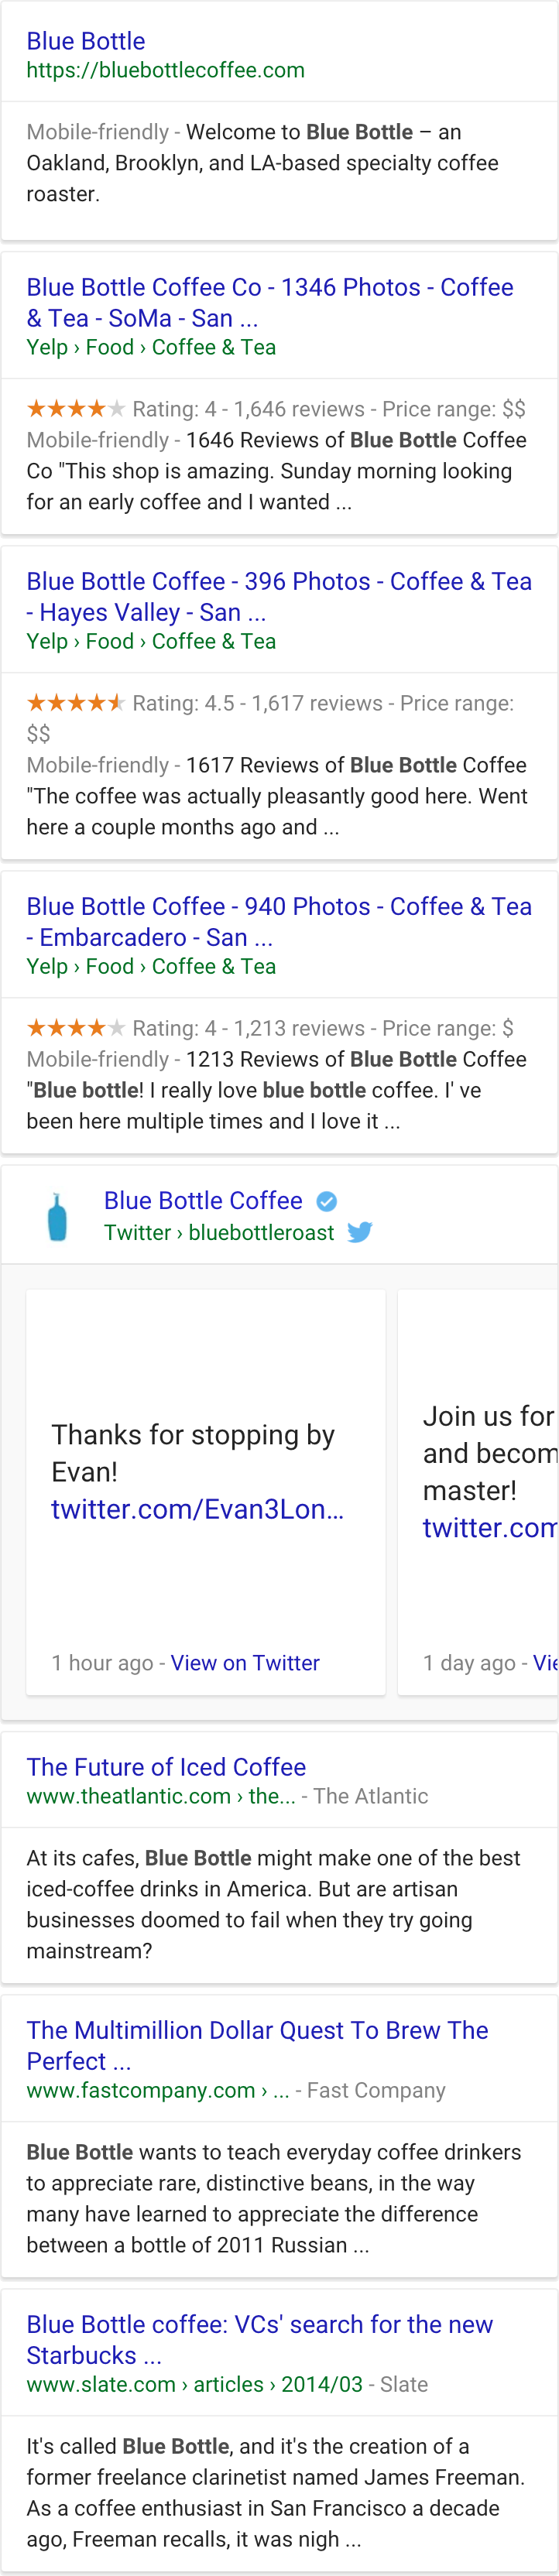 Blue Bottle
https://bluebottlecoffee.com
Mobile-friendly - Welcome to Blue Bottle – an
Oakland, Brooklyn, and LA-based specialty coffee
roaster.
Blue Bottle Coffee Co - 1346 Photos - Coffee
& Tea - SoMa - San ...
Yelp › Food › Coffee & Tea
Rating: 4 - 1,646 reviews - Price range: $$
Mobile-friendly - 1646 Reviews of Blue Bottle Coffee
Co "This shop is amazing. Sunday morning looking
for an early coffee and I wanted ...
Blue Bottle Coffee - 396 Photos - Coffee & Tea
- Hayes Valley - San ...
Yelp › Food › Coffee & Tea
Rating: 4.5 - 1,617 reviews - Price range:
$$
Mobile-friendly - 1617 Reviews of Blue Bottle Coffee
"The coffee was actually pleasantly good here. Went
here a couple months ago and ...
Blue Bottle Coffee - 940 Photos - Coffee & Tea
- Embarcadero - San ...
Yelp › Food › Coffee & Tea
Rating: 4 - 1,213 reviews - Price range: $
Mobile-friendly - 1213 Reviews of Blue Bottle Coffee
"Blue bottle! I really love blue bottle coffee. I' ve
been here multiple times and I love it ...
Blue Bottle Coffee
Twitter › bluebottleroast
Thanks for stopping by
Evan!
twitter.com/Evan3Lon...
1 hour ago - View on Twitter
Join us for
and becom
master!
twitter.com
1 day ago - Vie
The Future of Iced Coffee
www.theatlantic.com › the... - The Atlantic
At its cafes, Blue Bottle might make one of the best
iced-coffee drinks in America. But are artisan
businesses doomed to fail when they try going
mainstream?
The Multimillion Dollar Quest To Brew The
Perfect ...
www.fastcompany.com › ... - Fast Company
Blue Bottle wants to teach everyday coffee drinkers
to appreciate rare, distinctive beans, in the way
many have learned to appreciate the difference
between a bottle of 2011 Russian ...
Blue Bottle coffee: VCs' search for the new
Starbucks ...
www.slate.com › articles › 2014/03 - Slate
It's called Blue Bottle, and it's the creation of a
former freelance clarinetist named James Freeman.
As a coffee enthusiast in San Francisco a decade
ago, Freeman recalls, it was nigh ...